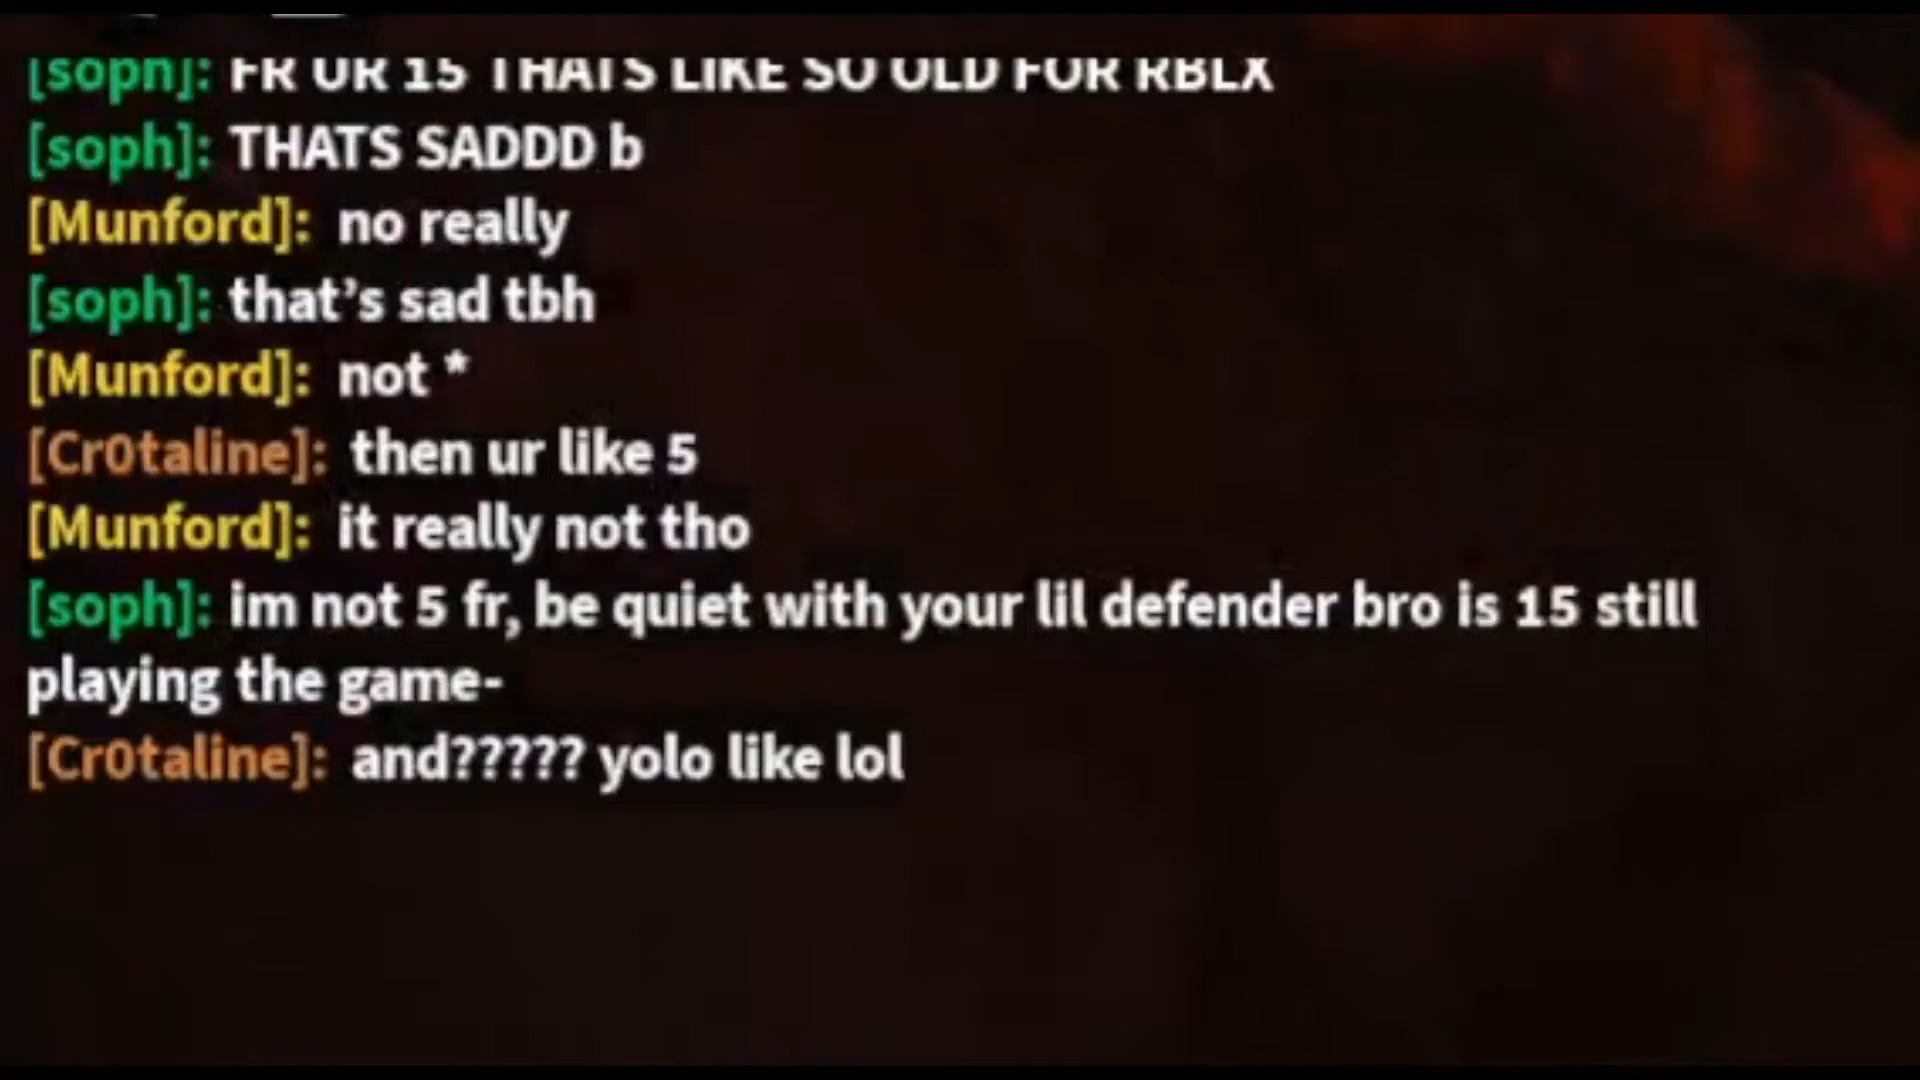 [soph]: FR UR 15 THATS LIKE SO OLD FOR RBLX
[soph]: THATS SADDD b
[Munford]: no really
[soph]: that’s sad tbh
[Munford]: not *
[Cr0taline]: then ur like 5
[Munford]: it really not tho
[soph]: im not 5 fr, be quiet with your lil defender bro is 15 still
playing the game-
[Cr0taline]: and????? yolo like lol